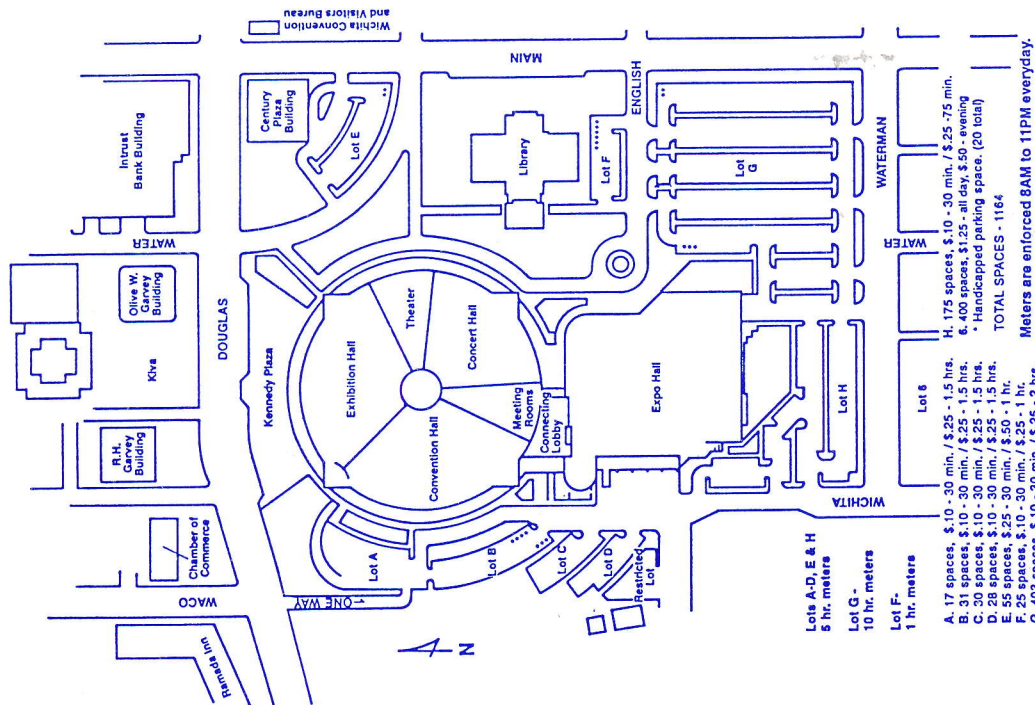 Wichita Convention
and Visitors Bureau
MAIN
Intrust
Bank Building
Century
Plaza
Building
Lot E
Library
Lot F
ENGLISH
Lot
G
WATERMAN
WATER
WATER
Olive W.
Garvey
Building
Kiva
DOUGLAS
Kennedy Plaza
Exhibition Hall
Theater
Concert Hall
Convention Hall
Meeting
Rooms
Connecting
Lobby
Expo Hall
Lot H
Lot 6
WICHITA
R.H.
Garvey
Building
Chamber of
Commerce
WACO
ONE WAY
Ramada Inn
Lot A
Lot B
Lot C
Lot D
Restricted
Lot
N
Lots A-D, E & H
5 hr. meters
Lot G -
10 hr. meters
Lot F-
1 hr. meters
A. 17 spaces, $.10 - 30 min. / $.25 - 1.5 hrs.
B. 31 spaces, $.10 - 30 min. / $.25 - 1.5 hrs.
C. 30 spaces, $.10 - 30 min. / $.25 - 1.5 hrs.
D. 28 spaces, $.10 - 30 min. / $.25 - 1.5 hrs.
E. 55 spaces, $.25 - 30 min. / $.50 - 1 hr.
F. 25 spaces, $.10 - 30 min. / $.25 - 1 hr.
H. 175 spaces, $.10 - 30 min. / $.25 -75 min.
6. 400 spaces, $1.25 - all day, $.50 - evening
* Handicapped parking space. (20 total)
TOTAL SPACES - 1164
Meters are enforced 8AM to 11PM everyday.